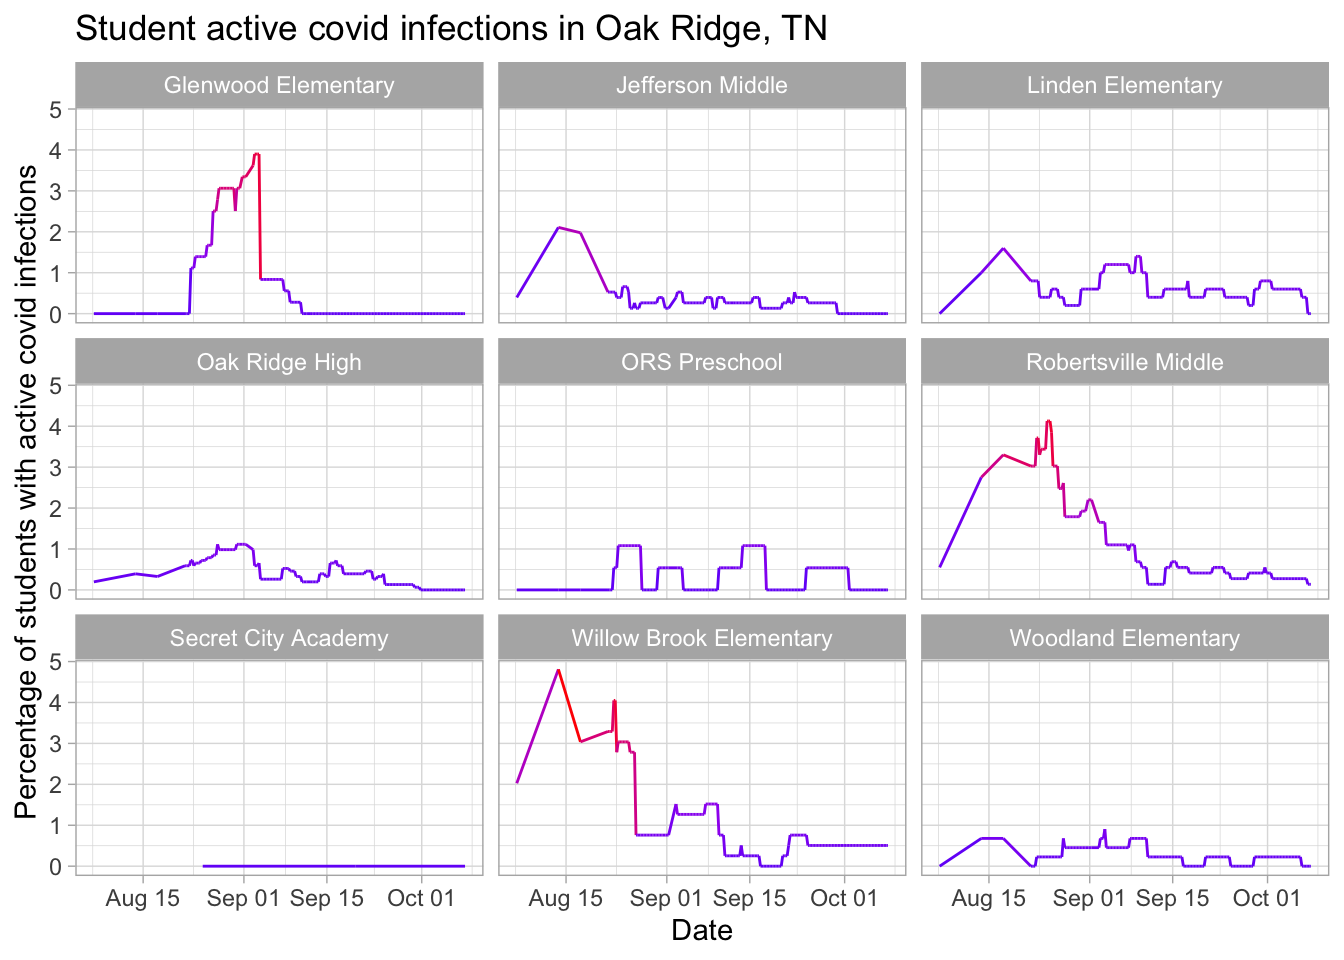 Student active covid infections in Oak Ridge, TN
Glenwood Elementary
Jefferson Middle
Linden Elementary
5
4
3
2
1
0
Oak Ridge High
ORS Preschool
Robertsville Middle
5
4
3
2
1
0
Secret City Academy
Willow Brook Elementary
Woodland Elementary
5
4
3
2
1
0
Percentage of students with active covid infections
Aug 15 Sep 01 Sep 15 Oct 01
Aug 15 Sep 01 Sep 15 Oct 01
Aug 15 Sep 01 Sep 15 Oct 01
Date